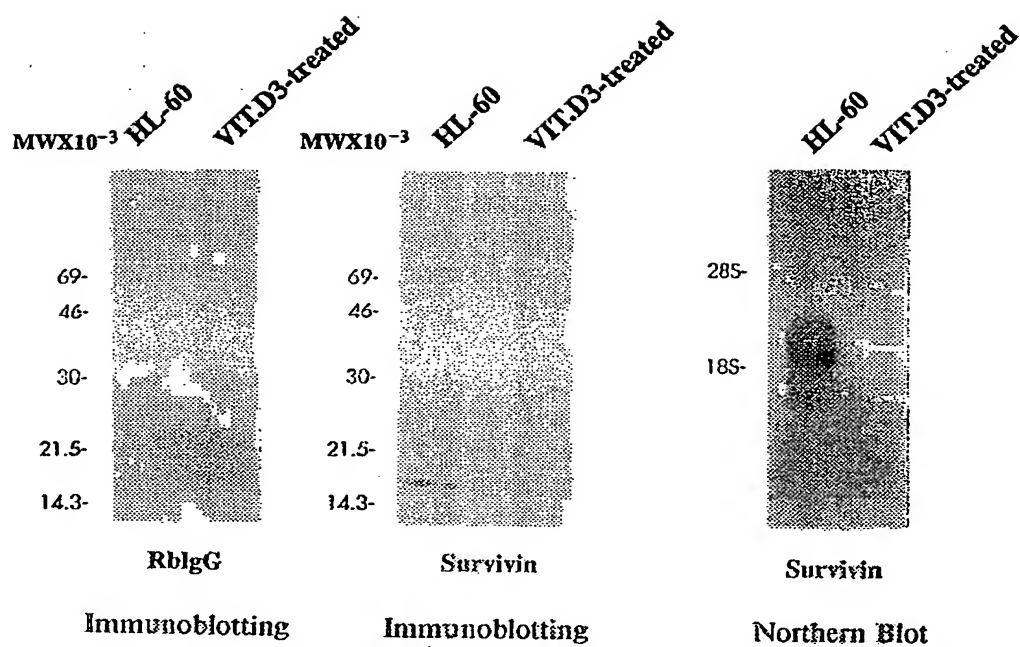 HL-60 VIT.D3-treated
MWX10⁻³
69-
46-
30-
21.5-
14.3-
RbIgG
Immunoblotting
HL-60 VIT.D3-treated
MWX10⁻³
69-
46-
30-
21.5-
14.3-
Survivin
Immunoblotting
HL-60 VIT.D3-treated
28S-
18S-
Survivin
Northern Blot